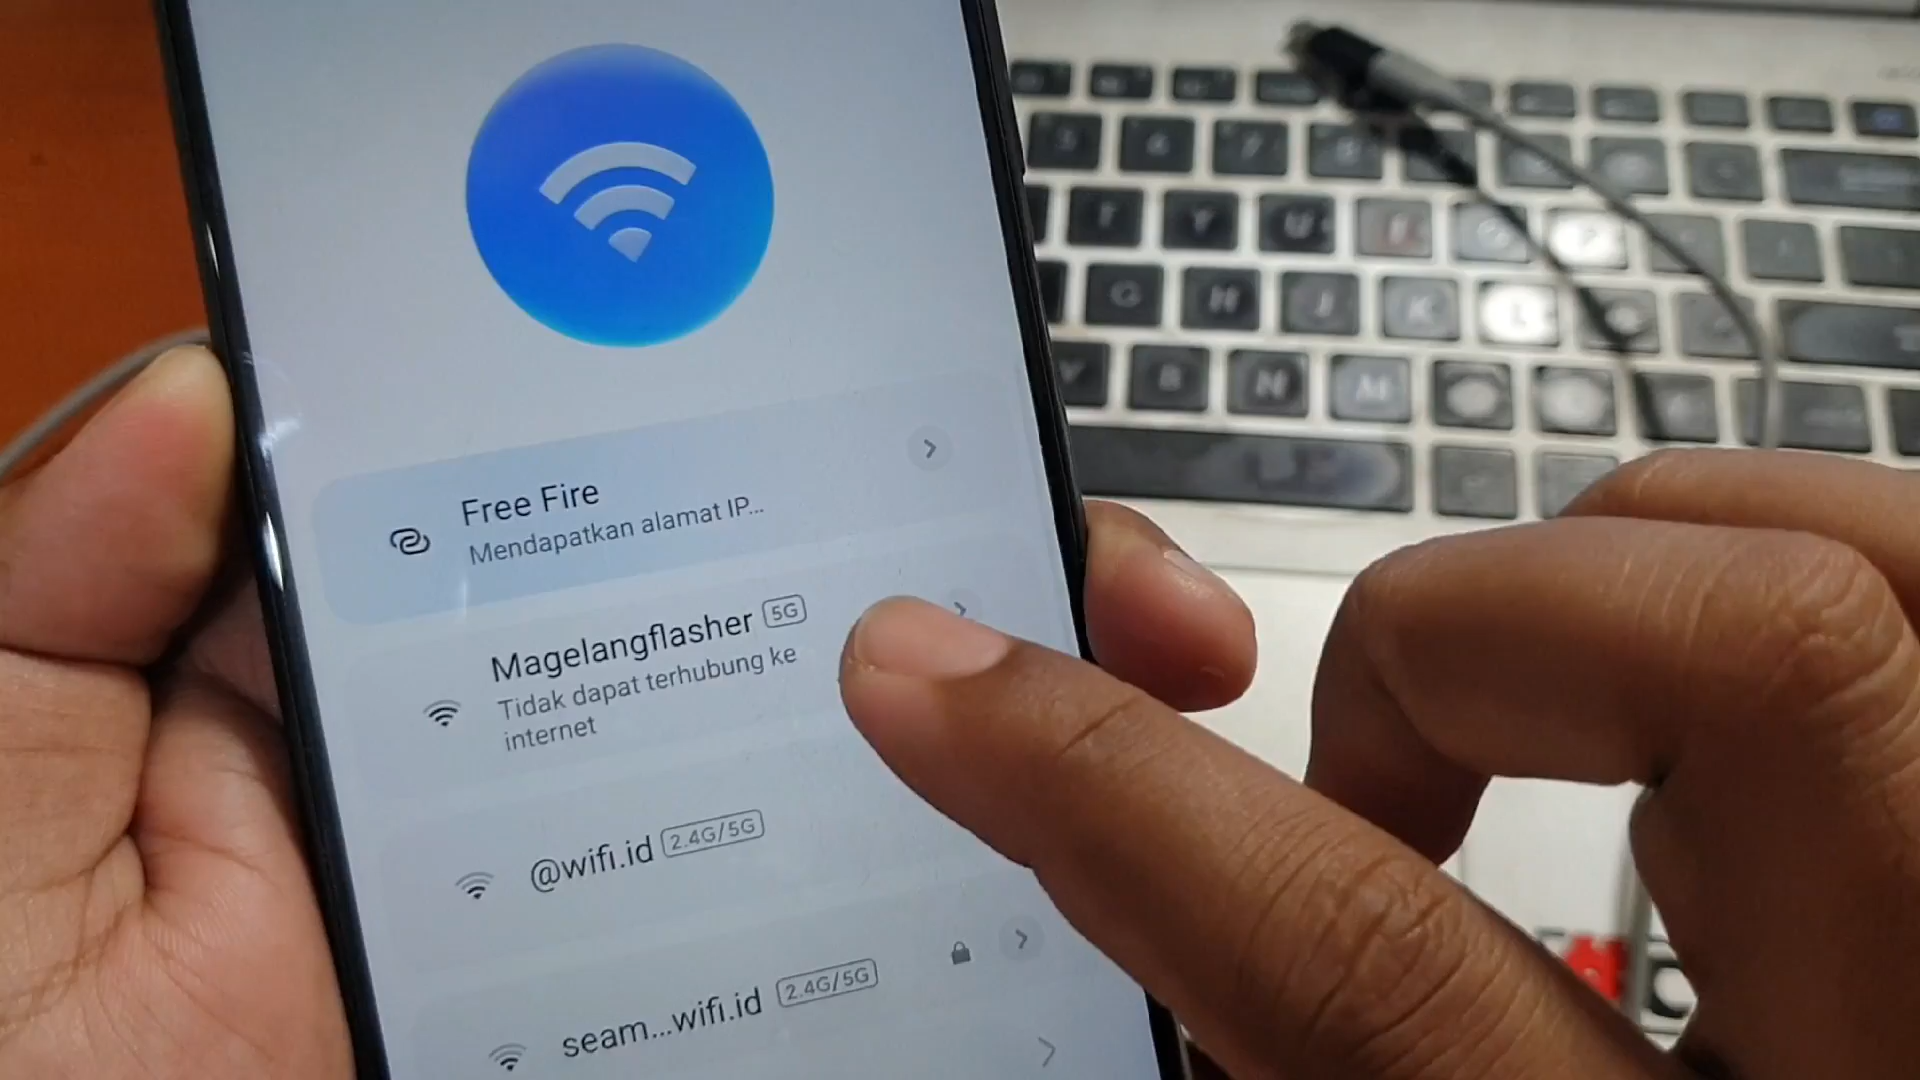 Free Fire
Mendapatkan alamat IP...
Magelangflasher 5G
Tidak dapat terhubung ke
internet
@wifi.id 2.4G/5G
seam...wifi.id 2.4G/5G
T Y U
G H J K L
V B N M